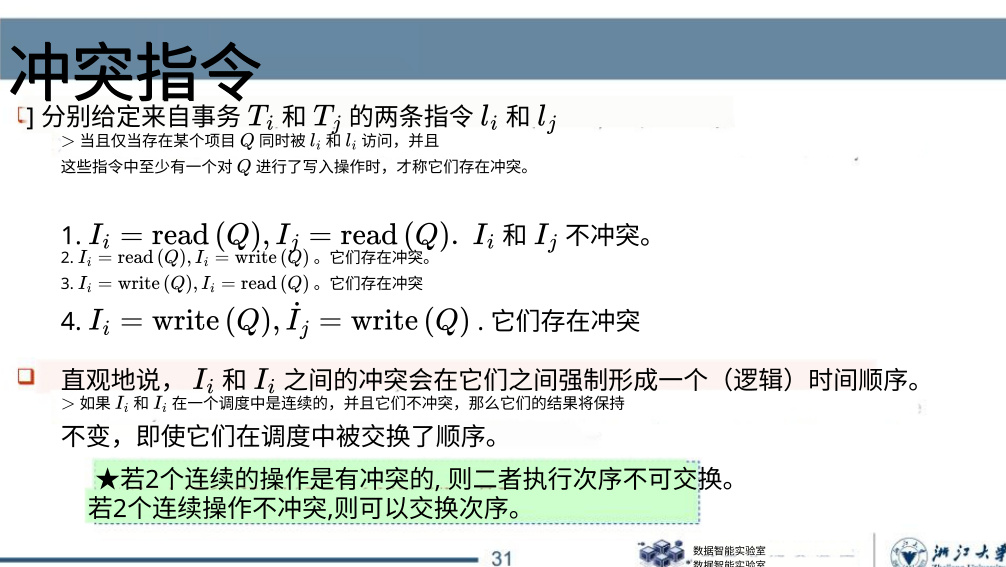 冲突指令
] 分别给定来自事务 T_i 和 T_j 的两条指令 l_i 和 l_j
> 当且仅当存在某个项目 Q 同时被 l_i 和 l_i 访问，并且
这些指令中至少有一个对 Q 进行了写入操作时，才称它们存在冲突。
1. I_i = read (Q), I_j = read (Q). I_i 和 I_j 不冲突。
2. I_i = read (Q), I_i = write (Q) 。它们存在冲突。
3. I_i = write (Q), I_i = read (Q) 。它们存在冲突
4. I_i = write (Q), İ_j = write (Q) . 它们存在冲突
直观地说， I_i 和 I_i 之间的冲突会在它们之间强制形成一个（逻辑）时间顺序。
> 如果 I_i 和 I_i 在一个调度中是连续的，并且它们不冲突，那么它们的结果将保持
不变，即使它们在调度中被交换了顺序。
★若2个连续的操作是有冲突的, 则二者执行次序不可交换。
若2个连续操作不冲突,则可以交换次序。
31
数据智能实验室
数据智能实验室
浙江大学